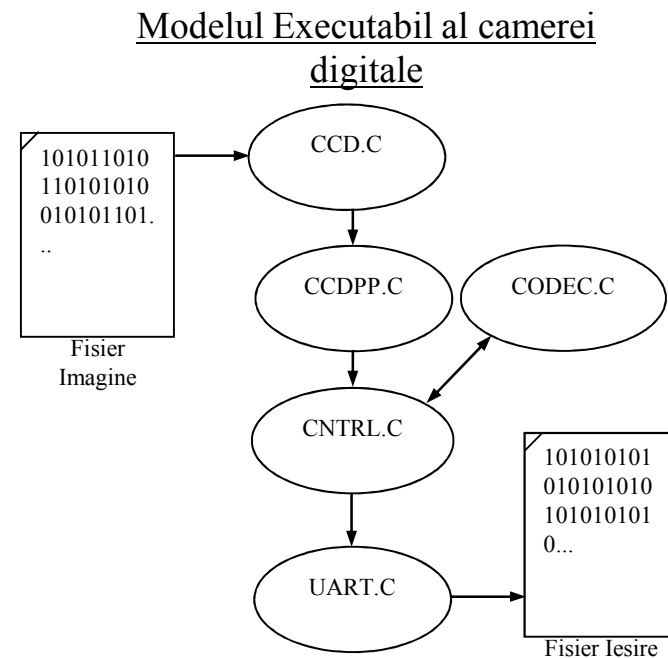 Modelul Executabil al camerei
digitale
CCD.C
101011010
110101010
010101101.
..
CCDPP.C
CODEC.C
Fisier
Imagine
CNTRL.C
101010101
010101010
101010101
0...
UART.C
Fisier Iesire